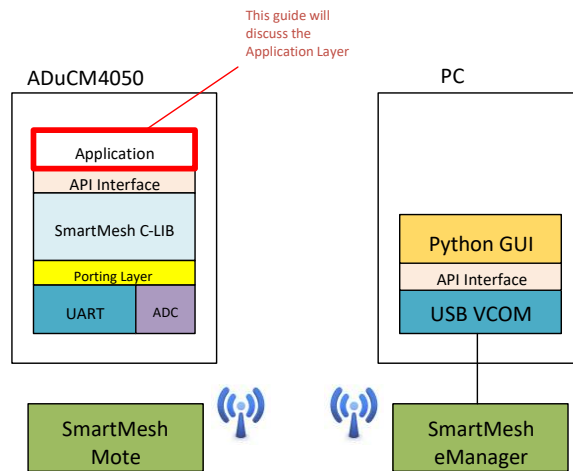 This guide will
discuss the
Application Layer
ADuCM4050
PC
Application
API Interface
SmartMesh C-LIB
Porting Layer
UART
ADC
Python GUI
API Interface
USB VCOM
SmartMesh
Mote
SmartMesh
eManager